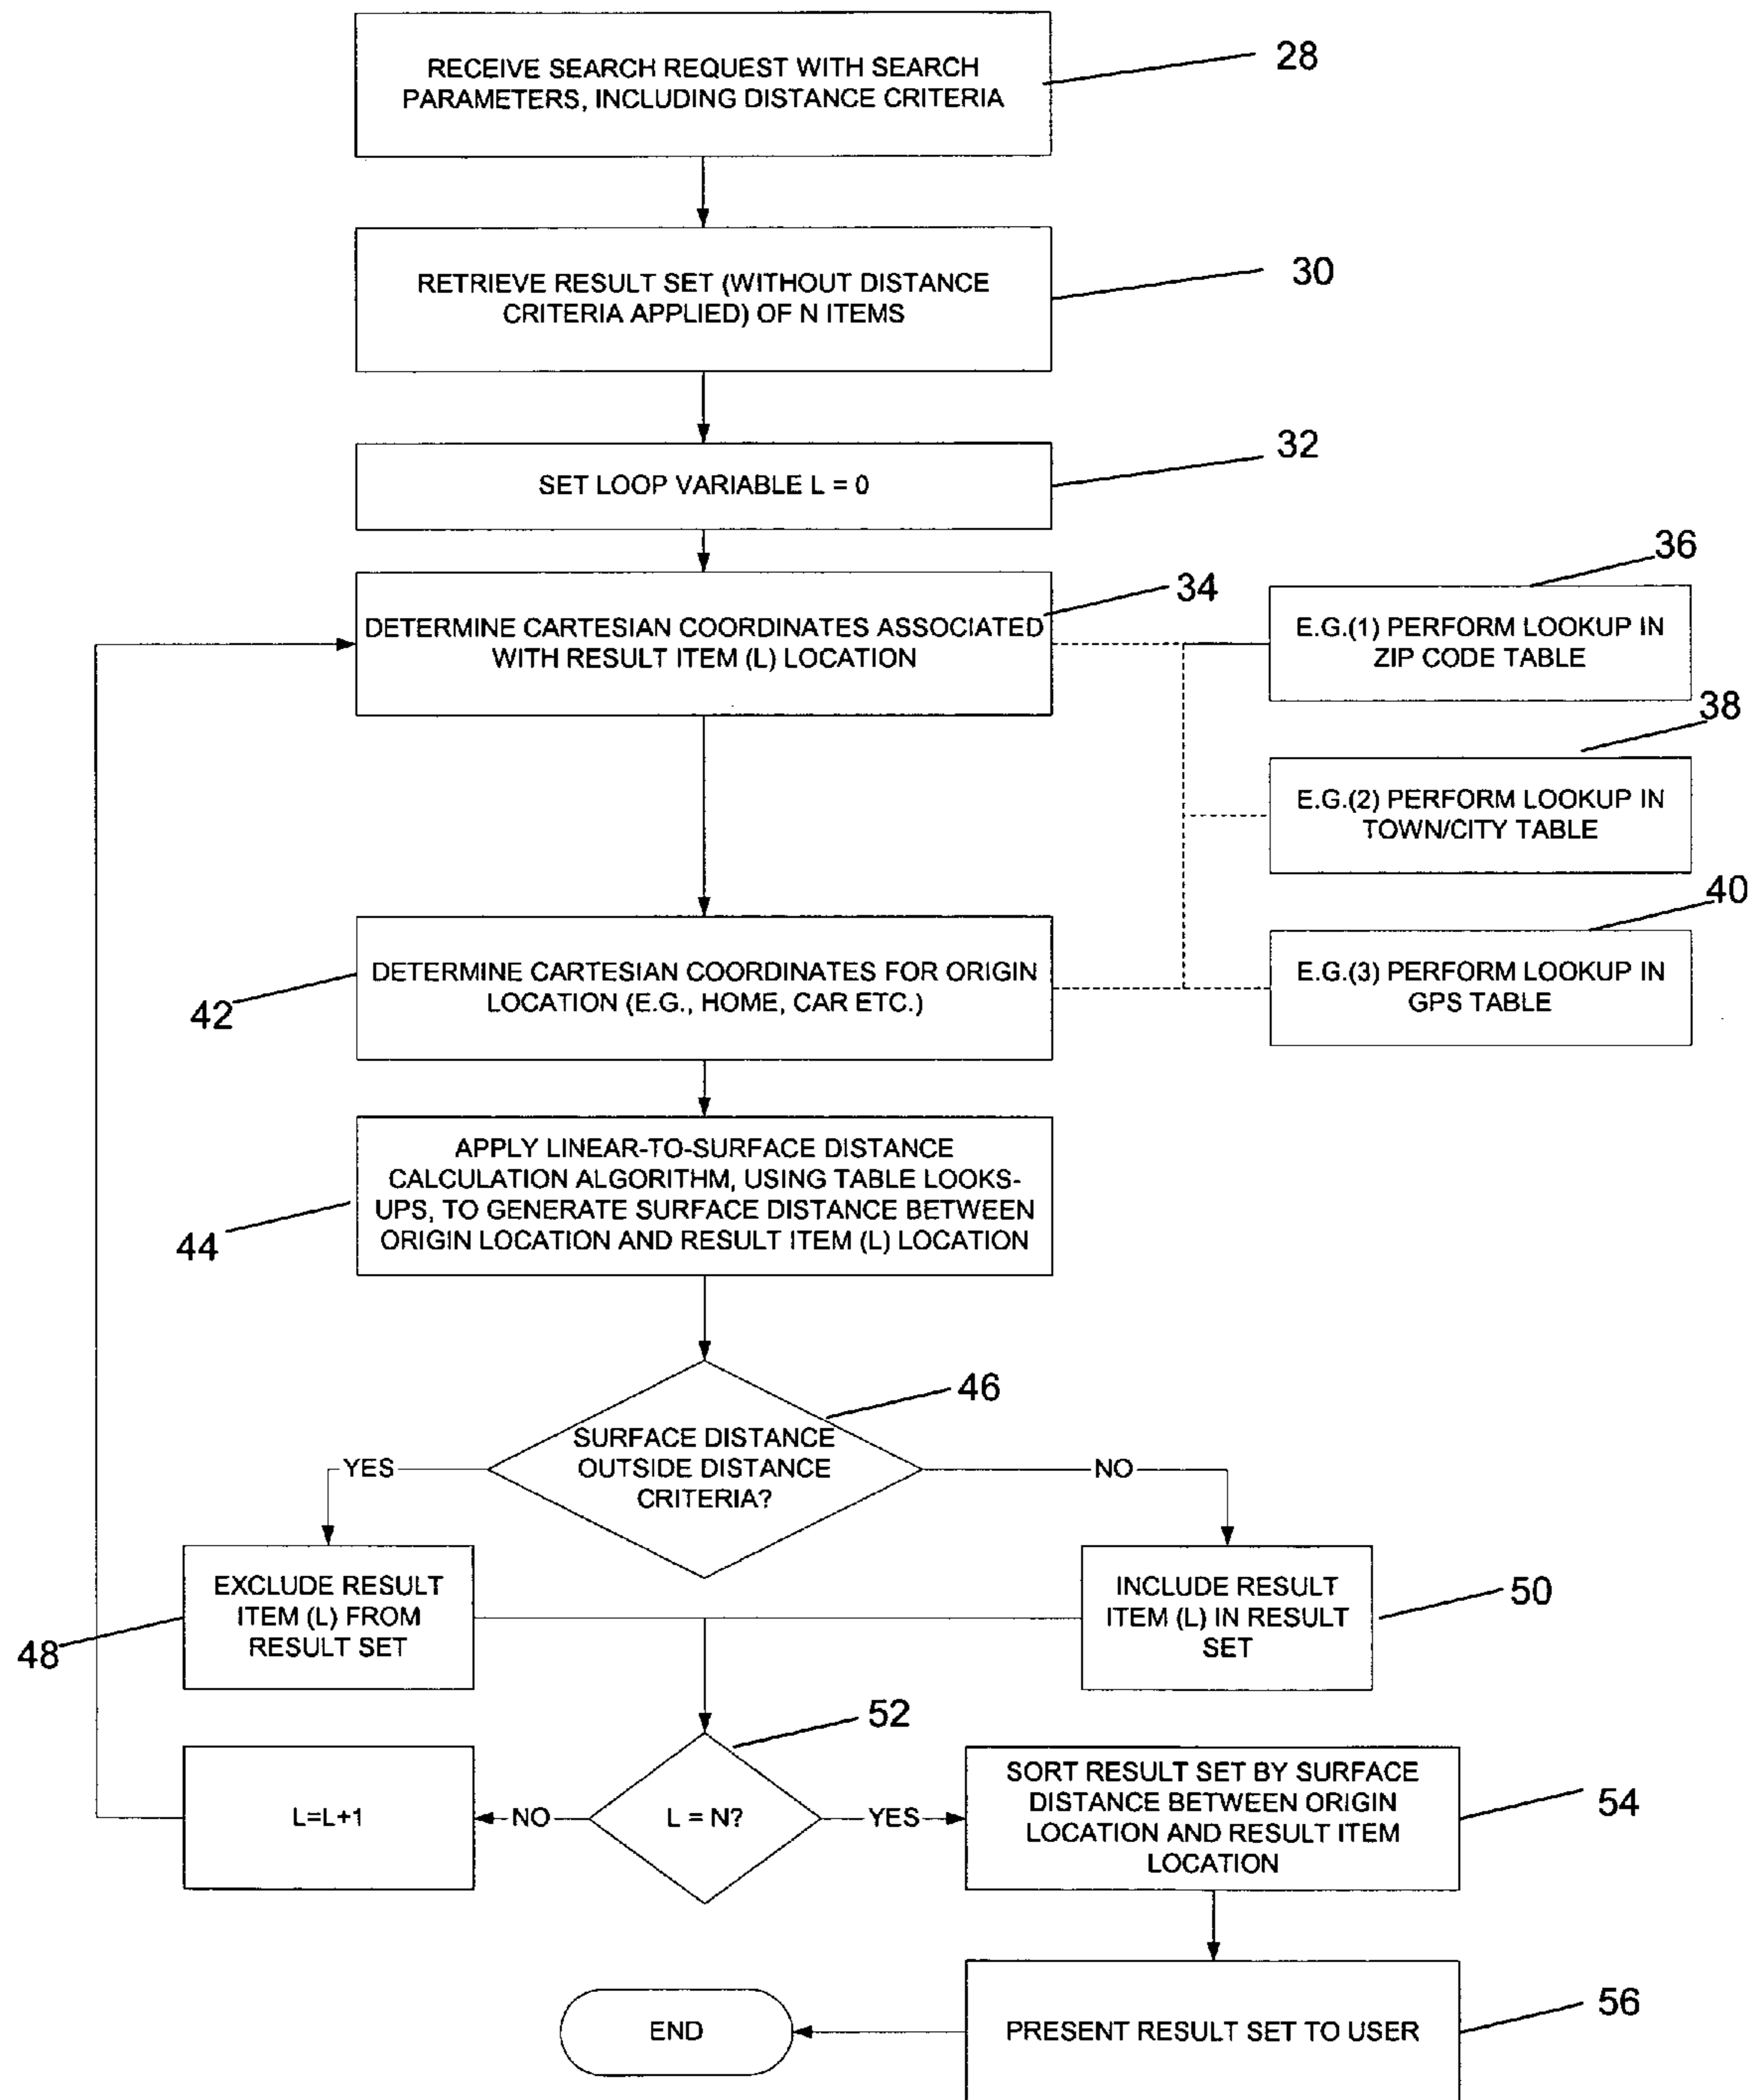 RECEIVE SEARCH REQUEST WITH SEARCH
PARAMETERS, INCLUDING DISTANCE CRITERIA
28
RETRIEVE RESULT SET (WITHOUT DISTANCE
CRITERIA APPLIED) OF N ITEMS
30
SET LOOP VARIABLE L = 0
32
DETERMINE CARTESIAN COORDINATES ASSOCIATED
WITH RESULT ITEM (L) LOCATION
34
36
E.G.(1) PERFORM LOOKUP IN
ZIP CODE TABLE
38
E.G.(2) PERFORM LOOKUP IN
TOWN/CITY TABLE
40
E.G.(3) PERFORM LOOKUP IN
GPS TABLE
DETERMINE CARTESIAN COORDINATES FOR ORIGIN
LOCATION (E.G., HOME, CAR ETC.)
42
APPLY LINEAR-TO-SURFACE DISTANCE
CALCULATION ALGORITHM, USING TABLE LOOKS-
UPS, TO GENERATE SURFACE DISTANCE BETWEEN
ORIGIN LOCATION AND RESULT ITEM (L) LOCATION
44
46
SURFACE DISTANCE
OUTSIDE DISTANCE
CRITERIA?
YES
NO
EXCLUDE RESULT
ITEM (L) FROM
RESULT SET
48
INCLUDE RESULT
ITEM (L) IN RESULT
SET
50
52
L = N?
NO
L=L+1
YES
SORT RESULT SET BY SURFACE
DISTANCE BETWEEN ORIGIN
LOCATION AND RESULT ITEM
LOCATION
54
PRESENT RESULT SET TO USER
56
END